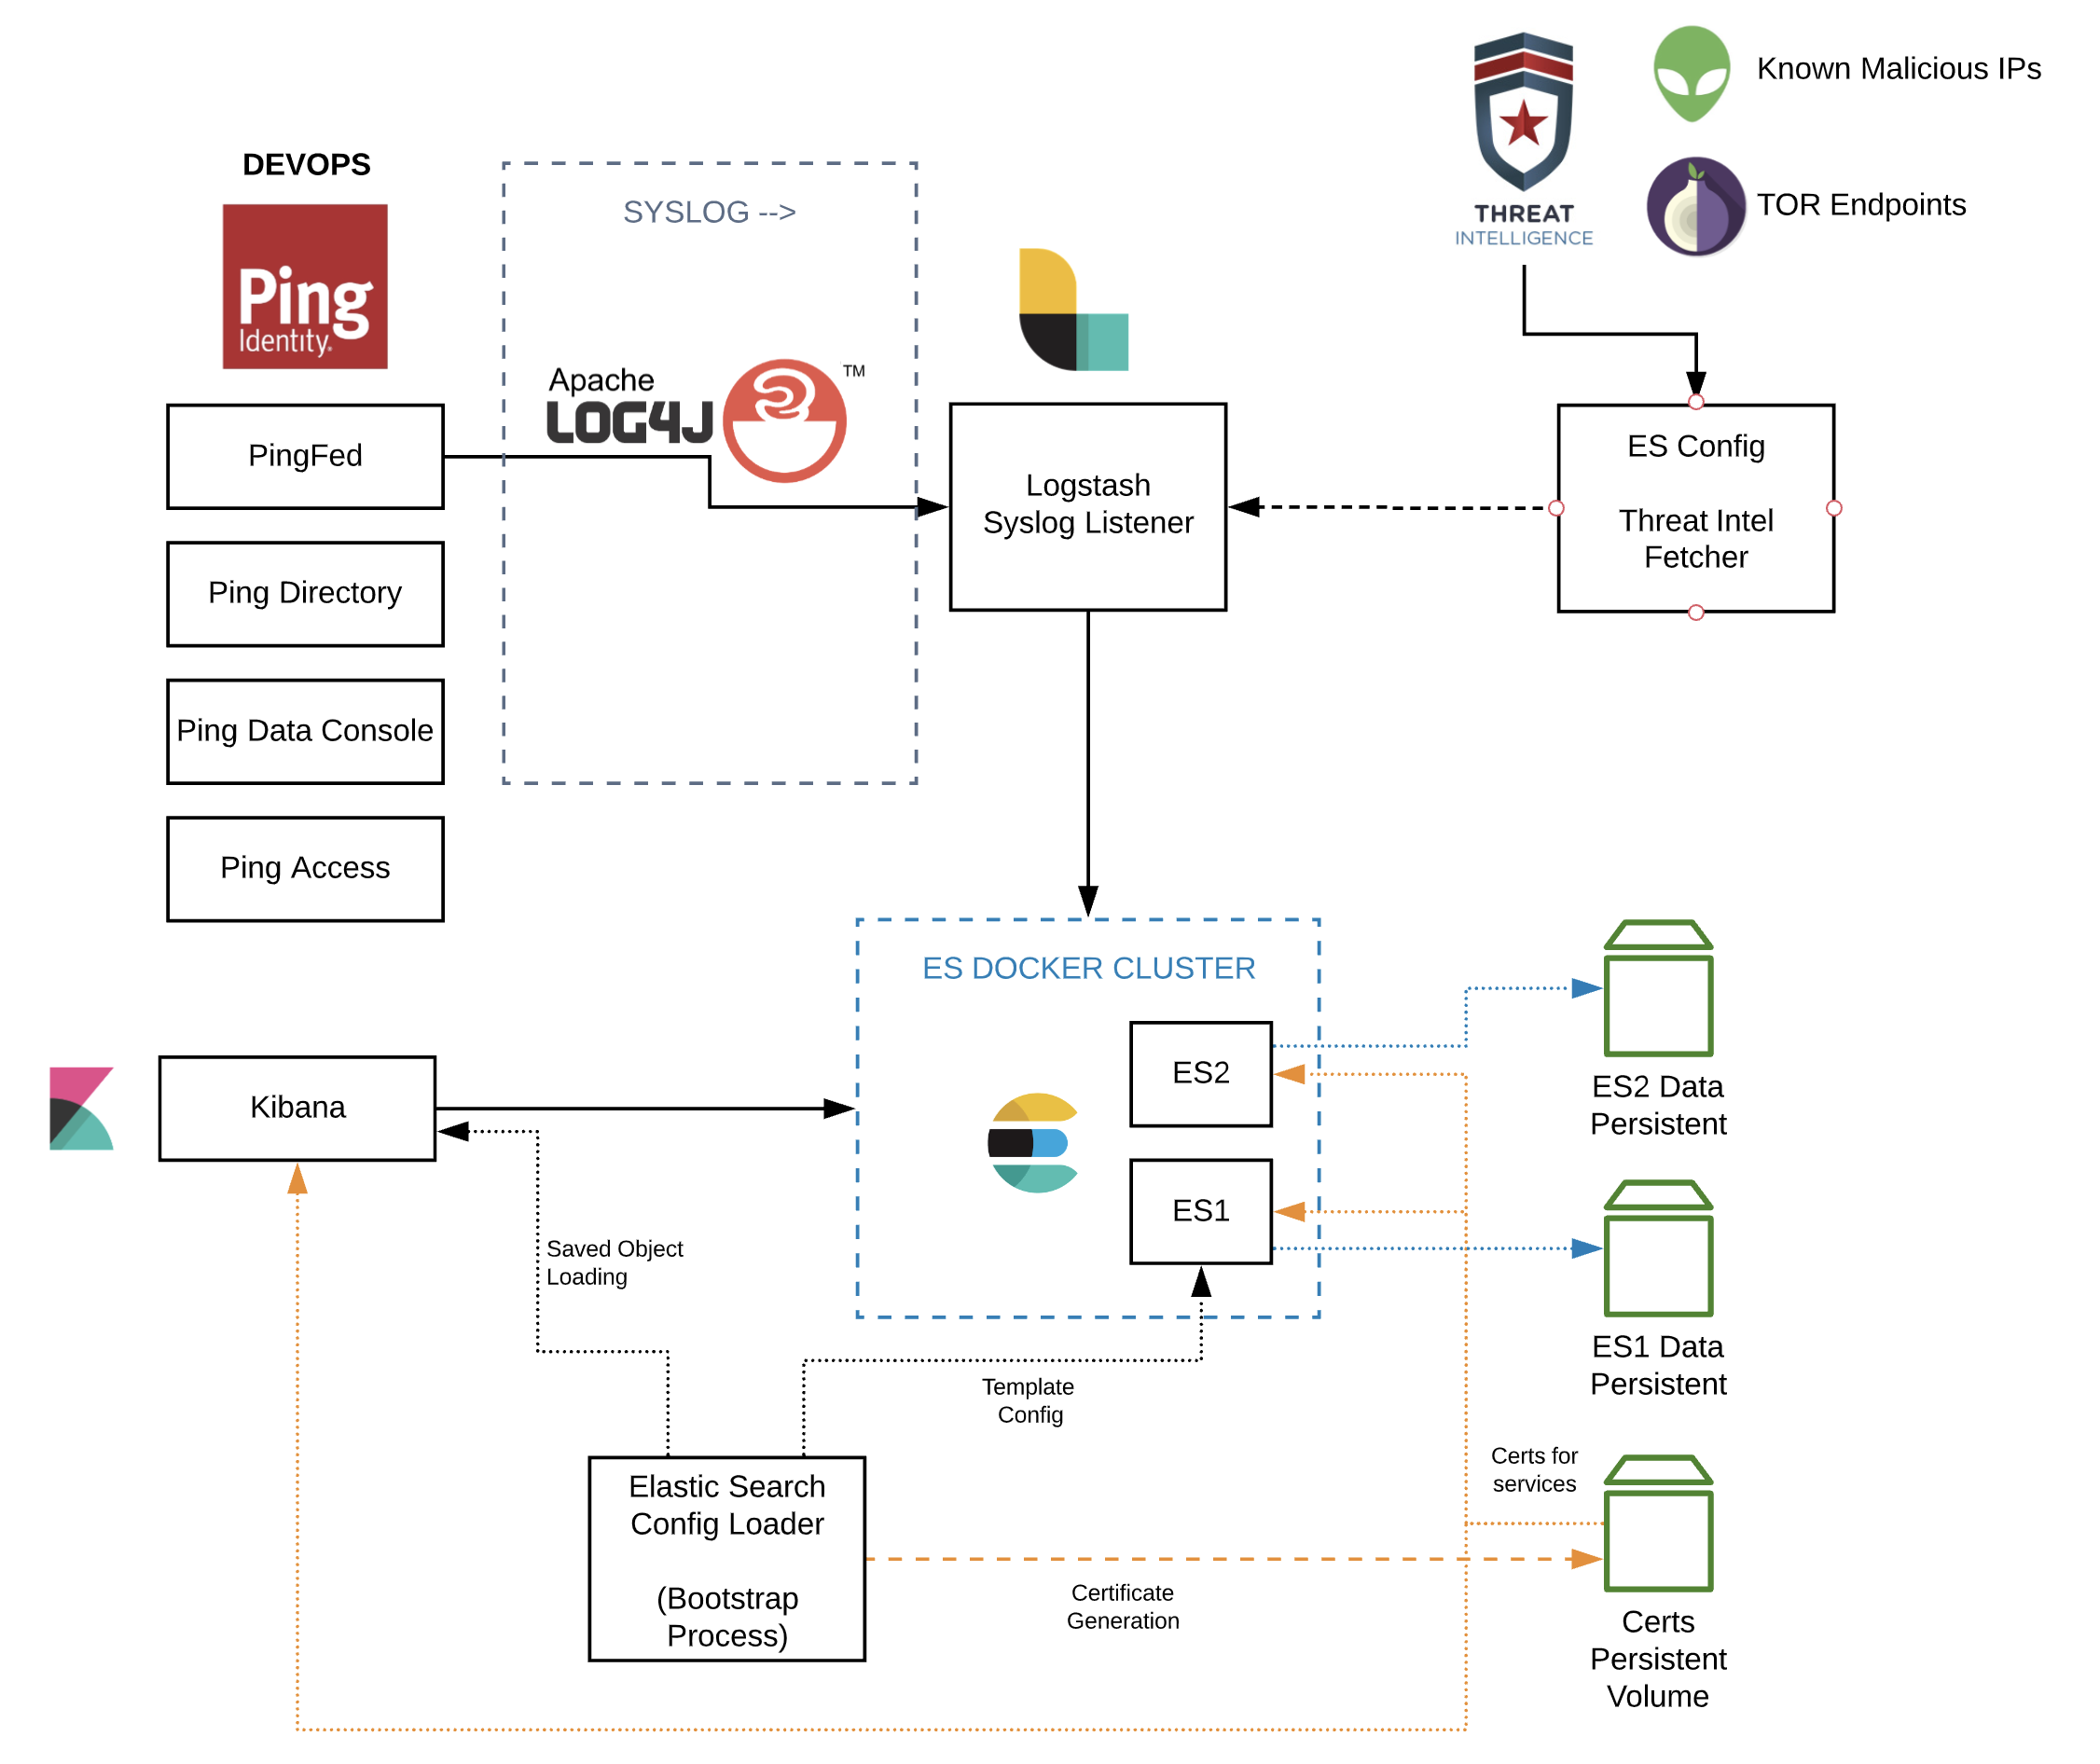 DEVOPS
Ping
Identity®
PingFed
Ping Directory
Ping Data Console
Ping Access
SYSLOG -->
Apache
LOG4J
TM
Logstash
Syslog Listener
THREAT
INTELLIGENCE
Known Malicious IPs
TOR Endpoints
ES Config
Threat Intel
Fetcher
ES DOCKER CLUSTER
ES2
ES1
Kibana
Saved Object
Loading
Template
Config
Elastic Search
Config Loader
(Bootstrap
Process)
Certificate
Generation
ES2 Data
Persistent
ES1 Data
Persistent
Certs for
services
Certs
Persistent
Volume